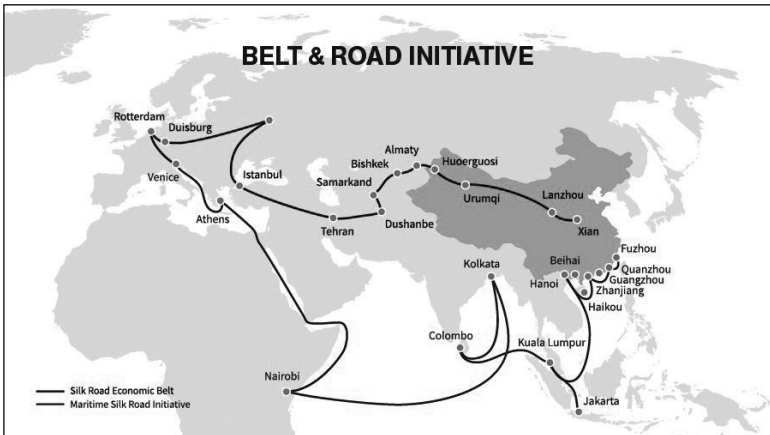 BELT & ROAD INITIATIVE
Rotterdam
Duisburg
Venice
Istanbul
Athens
Almaty
Bishkek
Huoerguosi
Samarkand
Urumqi
Lanzhou
Tehran
Dushanbe
Xian
Fuzhou
Kolkata
Beihai
Quanzhou
Hanoi
Guangzhou
Zhanjiang
Haikou
Colombo
Kuala Lumpur
Nairobi
Jakarta
Silk Road Economic Belt
Maritime Silk Road Initiative